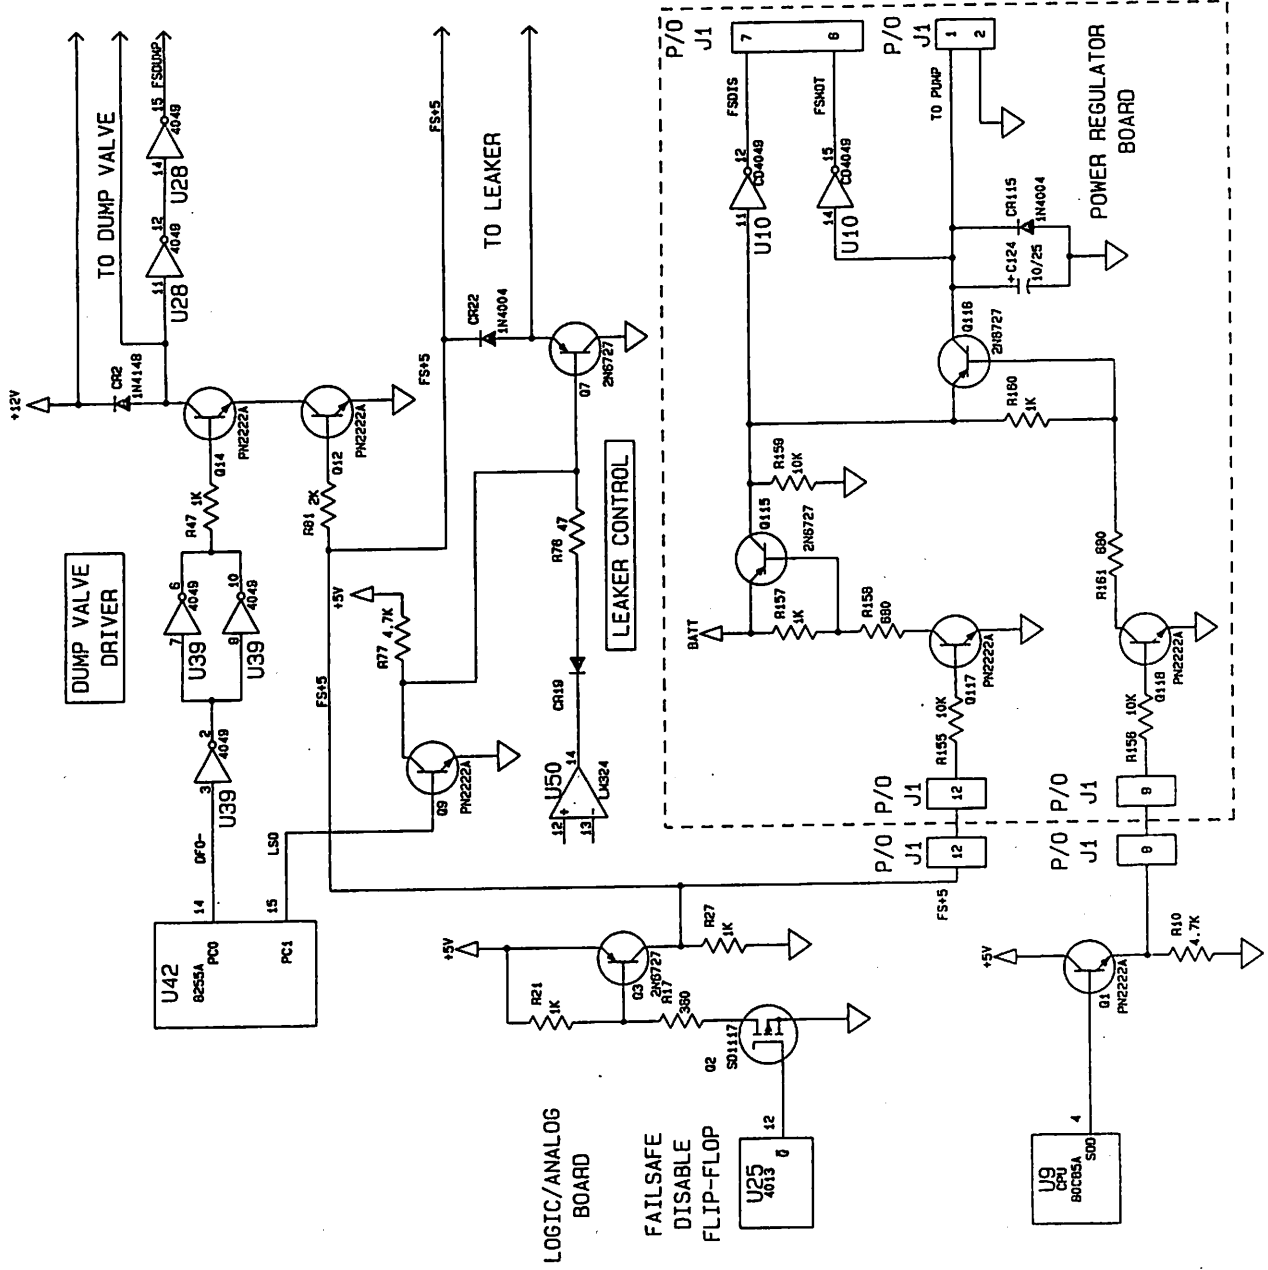 +12V
TO DUMP VALVE
FSDUMP
15
4049
14
U28
12
4049
11
U28
CR2
1N4148
Q14
PN2222A
R47 1K
Q12
PN2222A
R81 2K
DUMP VALVE
DRIVER
6
4049
7
U39
10
4049
9
U39
2
4049
3
U39
DFO-
14
PC0
U42
8255A
15
PC1
LSO
FS+5
FS+5
FS+5
TO LEAKER
CR22
1N4004
Q7
2N6727
+5V
R77 4.7K
Q9
PN2222A
R76 47
LEAKER CONTROL
CR19
14
U50
LM324
12
+
13
-
+5V
R21
1K
Q3
2N6727
R17
360
R27
1K
Q2
SD1117
LOGIC/ANALOG
BOARD
FAILSAFE
DISABLE
FLIP-FLOP
U25
4013
Q
12
FS+5
P/O
J1
12
P/O
J1
12
P/O
J1
8
P/O
J1
9
U9
CPU
80C85A
SOD
4
Q1
PN2222A
+5V
R10
4.7K
P/O
J1
7
6
P/O
J1
1
2
FSDIS
FSMOT
TO PUMP
12
CD4049
11
U10
15
CD4049
14
U10
POWER REGULATOR
BOARD
CR115
1N4004
+C124
10/25
Q116
2N6727
R160
1K
R159
10K
Q115
2N6727
BATT
R157
1K
R158
680
Q117
PN2222A
R155 10K
R161 680
Q118
PN2222A
R156 10K